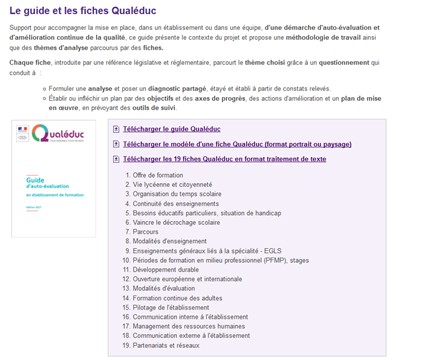 Le guide et les fiches Qualéduc
Support pour accompagner la mise en place, dans un établissement ou dans une équipe, d'une démarche d'auto-évaluation et
d'amélioration continue de la qualité, ce guide présente le contexte du projet et propose une méthodologie de travail ainsi
que des thèmes d'analyse parcourus par des fiches.
Chaque fiche, introduite par une référence législative et réglementaire, parcourt le thème choisi grâce à un questionnement qui
conduit à :
Formuler une analyse et poser un diagnostic partagé, étayé et établi à partir de constats relevés.
Établir ou infléchir un plan par des objectifs et des axes de progrès, des actions d'amélioration et un plan de mise
en œuvre, en prévoyant des outils de suivi.
Qualéduc
Guide
d'auto-évaluation
en établissement de formation
Télécharger le guide Qualéduc
Télécharger le modèle d'une fiche Qualéduc (format portrait ou paysage)
Télécharger les 19 fiches Qualéduc en format traitement de texte
1. Offre de formation
2. Vie lycéenne et citoyenneté
3. Organisation du temps scolaire
4. Continuité des enseignements
5. Besoins éducatifs particuliers, situation de handicap
6. Vaincre le décrochage scolaire
7. Parcours
8. Modalités d'enseignement
9. Enseignements généraux liés à la spécialité - EGLS
10. Périodes de formation en milieu professionnel (PFMP), stages
11. Développement durable
12. Ouverture européenne et internationale
13. Modalités d'évaluation
14. Formation continue des adultes
15. Pilotage de l'établissement
16. Communication interne à l'établissement
17. Management des ressources humaines
18. Communication externe à l'établissement
19. Partenariats et réseaux